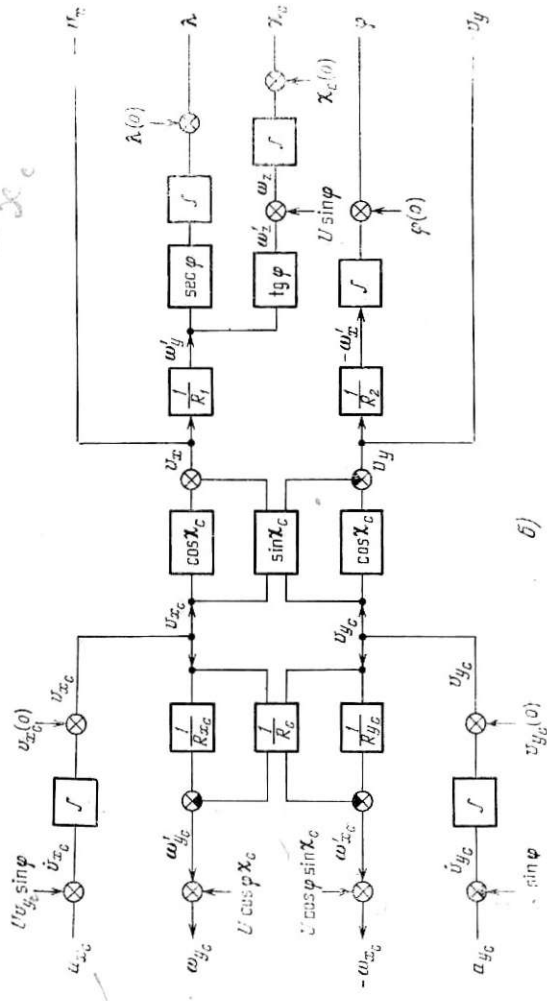 χ c
U v_{y_c} sin φ
v_{x_c}(0)
a_{x_c}
v̇_{x_c}
∫
v_{x_c}
v_x
λ(0)
λ
ω_{y_c}
ω'_{y_c}
1/R_{x_c}
v_{x_c}
cos χ_c
v_x
1/R_1
ω'_y
sec φ
∫
U cos φ χ_c
1/R_c
sin χ_c
tg φ
ω'_z
ω_z
∫
χ_c
U sin φ
χ_c(0)
U cos φ sin χ_c
-ω_{x_c}
ω'_{x_c}
1/R_{y_c}
v_{y_c}
cos χ_c
v_y
1/R_2
-ω'_x
∫
φ
φ(0)
a_{y_c}
v̇_{y_c}
∫
v_{y_c}
v_y
sin φ
v_{y_c}(0)
б)